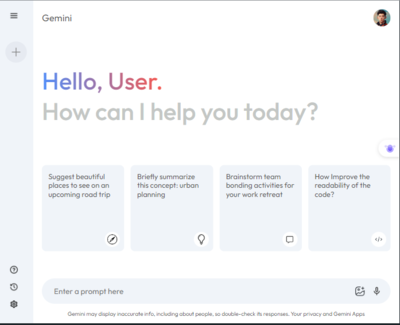 Gemini
Hello, User.
How can I help you today?
Suggest beautiful
places to see on an
upcoming road trip
Briefly summarize
this concept: urban
planning
Brainstorm team
bonding activities for
your work retreat
How Improve the
readability of the
code?
Enter a prompt here
Gemini may display inaccurate info, including about people, so double-check its responses. Your privacy and Gemini Apps